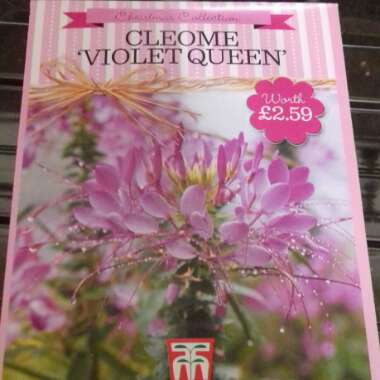 Christmas Collection
CLEOME
‘VIOLET QUEEN’
Worth
£2.59